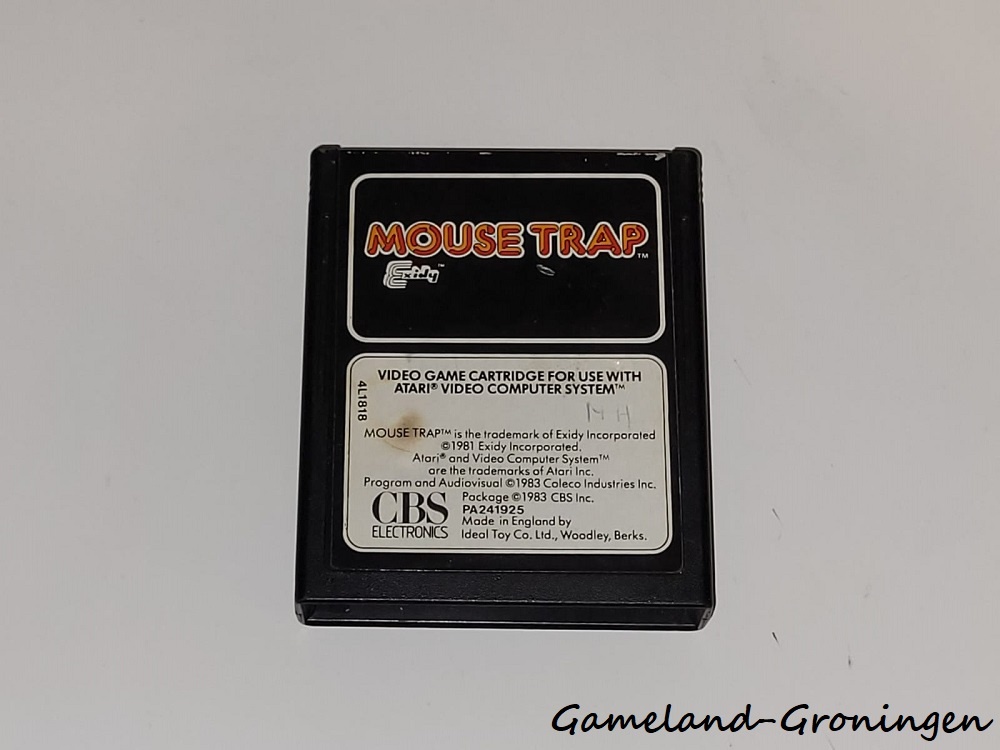 MOUSE TRAP™
Exidy™
VIDEO GAME CARTRIDGE FOR USE WITH
ATARI® VIDEO COMPUTER SYSTEM™
4L1818
MOUSE TRAP™ is the trademark of Exidy Incorporated
©1981 Exidy Incorporated.
Atari® and Video Computer System™
are the trademarks of Atari Inc.
Program and Audiovisual ©1983 Coleco Industries Inc.
CBS
ELECTRONICS
Package ©1983 CBS Inc.
PA241925
Made in England by
Ideal Toy Co. Ltd., Woodley, Berks.
Gameland-Groningen